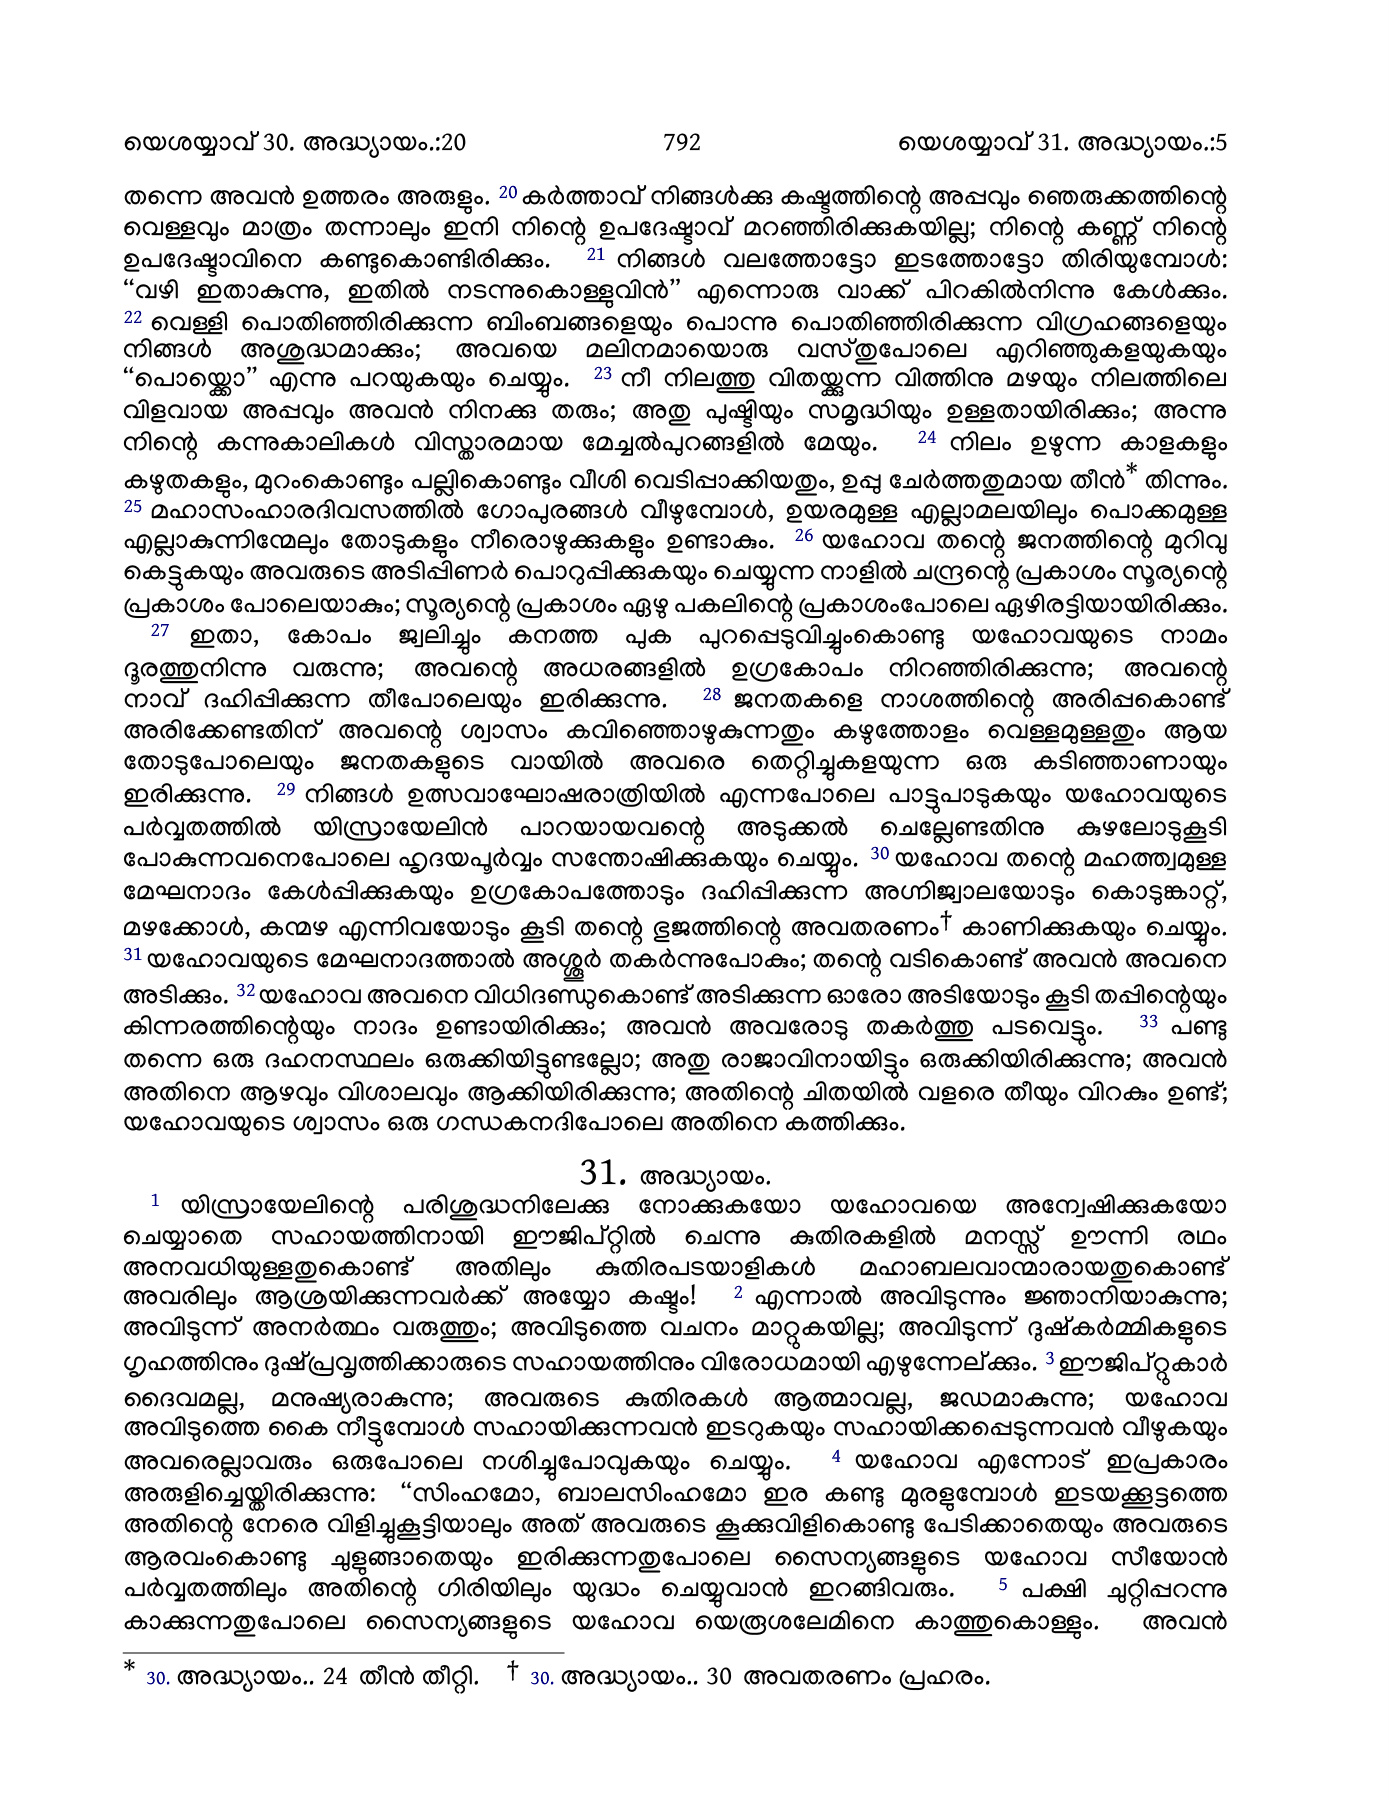 യെശയ്യാവ് 30. അദ്ധ്യായം.:20 792 യെശയ്യാവ് 31. അദ്ധ്യായം.:5
തന്നെ അവൻ ഉത്തരം അരുളും. 20 കർത്താവ് നിങ്ങൾക്കു കഷ്ടത്തിന്റെ അപ്പവും ഞെരുക്കത്തിന്റെ
വെള്ളവും മാത്രം തന്നാലും ഇനി നിന്റെ ഉപദേഷ്ടാവ് മറഞ്ഞിരിക്കുകയില്ല; നിന്റെ കണ്ണ് നിന്റെ
ഉപദേഷ്ടാവിനെ കണ്ടുകൊണ്ടിരിക്കും. 21 നിങ്ങൾ വലത്തോട്ടോ ഇടത്തോട്ടോ തിരിയുമ്പോൾ:
“വഴി ഇതാകുന്നു, ഇതിൽ നടന്നുകൊള്ളുവിൻ” എന്നൊരു വാക്ക് പിറകിൽനിന്നു കേൾക്കും.
22 വെള്ളി പൊതിഞ്ഞിരിക്കുന്ന ബിംബങ്ങളെയും പൊന്നു പൊതിഞ്ഞിരിക്കുന്ന വിഗ്രഹങ്ങളെയും
നിങ്ങൾ അശുദ്ധമാക്കും; അവയെ മലിനമായൊരു വസ്തുപോലെ എറിഞ്ഞുകളയുകയും
“പൊയ്ക്കൊ” എന്നു പറയുകയും ചെയ്യും. 23 നീ നിലത്തു വിതയ്ക്കുന്ന വിത്തിനു മഴയും നിലത്തിലെ
വിളവായ അപ്പവും അവൻ നിനക്കു തരും; അതു പുഷ്ടിയും സമൃദ്ധിയും ഉള്ളതായിരിക്കും; അന്നു
നിന്റെ കന്നുകാലികൾ വിസ്താരമായ മേച്ചൽപുറങ്ങളിൽ മേയും. 24 നിലം ഉഴുന്ന കാളകളും
കഴുതകളും, മുറംകൊണ്ടും പല്ലികൊണ്ടും വീശി വെടിപ്പാക്കിയതും, ഉപ്പു ചേർത്തതുമായ തീൻ* തിന്നും.
25 മഹാസംഹാരദിവസത്തിൽ ഗോപുരങ്ങൾ വീഴുമ്പോൾ, ഉയരമുള്ള എല്ലാമലയിലും പൊക്കമുള്ള
എല്ലാകുന്നിന്മേലും തോടുകളും നീരൊഴുക്കുകളും ഉണ്ടാകും. 26 യഹോവ തന്റെ ജനത്തിന്റെ മുറിവു
കെട്ടുകയും അവരുടെ അടിപ്പിണർ പൊറുപ്പിക്കുകയും ചെയ്യുന്ന നാളിൽ ചന്ദ്രന്റെ പ്രകാശം സൂര്യന്റെ
പ്രകാശം പോലെയാകും; സൂര്യന്റെ പ്രകാശം ഏഴു പകലിന്റെ പ്രകാശംപോലെ ഏഴിരട്ടിയായിരിക്കും.
27 ഇതാ, കോപം ജ്വലിച്ചും കനത്ത പുക പുറപ്പെടുവിച്ചുംകൊണ്ടു യഹോവയുടെ നാമം
ദൂരത്തുനിന്നു വരുന്നു; അവന്റെ അധരങ്ങളിൽ ഉഗ്രകോപം നിറഞ്ഞിരിക്കുന്നു; അവന്റെ
നാവ് ദഹിപ്പിക്കുന്ന തീപോലെയും ഇരിക്കുന്നു. 28 ജനതകളെ നാശത്തിന്റെ അരിപ്പകൊണ്ട്
അരിക്കേണ്ടതിന് അവന്റെ ശ്വാസം കവിഞ്ഞൊഴുകുന്നതും കഴുത്തോളം വെള്ളമുള്ളതും ആയ
തോടുപോലെയും ജനതകളുടെ വായിൽ അവരെ തെറ്റിച്ചുകളയുന്ന ഒരു കടിഞ്ഞാണായും
ഇരിക്കുന്നു. 29 നിങ്ങൾ ഉത്സവാഘോഷരാത്രിയിൽ എന്നപോലെ പാട്ടുപാടുകയും യഹോവയുടെ
പർവ്വതത്തിൽ യിസ്രായേലിൻ പാറയായവന്റെ അടുക്കൽ ചെല്ലേണ്ടതിനു കുഴലോടുകൂടി
പോകുന്നവനെപോലെ ഹൃദയപൂർവ്വം സന്തോഷിക്കുകയും ചെയ്യും. 30 യഹോവ തന്റെ മഹത്ത്വമുള്ള
മേഘനാദം കേൾപ്പിക്കുകയും ഉഗ്രകോപത്തോടും ദഹിപ്പിക്കുന്ന അഗ്നിജ്വാലയോടും കൊടുങ്കാറ്റ്,
മഴക്കോൾ, കന്മഴ എന്നിവയോടും കൂടി തന്റെ ഭുജത്തിന്റെ അവതരണം† കാണിക്കുകയും ചെയ്യും.
31 യഹോവയുടെ മേഘനാദത്താൽ അശ്ശൂർ തകർന്നുപോകും; തന്റെ വടികൊണ്ട് അവൻ അവനെ
അടിക്കും. 32 യഹോവ അവനെ വിധിദണ്ഡുകൊണ്ട് അടിക്കുന്ന ഓരോ അടിയോടും കൂടി തപ്പിന്റെയും
കിന്നരത്തിന്റെയും നാദം ഉണ്ടായിരിക്കും; അവൻ അവരോടു തകർത്തു പടവെട്ടും. 33 പണ്ടു
തന്നെ ഒരു ദഹനസ്ഥലം ഒരുക്കിയിട്ടുണ്ടല്ലോ; അതു രാജാവിനായിട്ടും ഒരുക്കിയിരിക്കുന്നു; അവൻ
അതിനെ ആഴവും വിശാലവും ആക്കിയിരിക്കുന്നു; അതിന്റെ ചിതയിൽ വളരെ തീയും വിറകും ഉണ്ട്;
യഹോവയുടെ ശ്വാസം ഒരു ഗന്ധകനദിപോലെ അതിനെ കത്തിക്കും.
31. അദ്ധ്യായം.
1 യിസ്രായേലിന്റെ പരിശുദ്ധനിലേക്കു നോക്കുകയോ യഹോവയെ അന്വേഷിക്കുകയോ
ചെയ്യാതെ സഹായത്തിനായി ഈജിപ്റ്റിൽ ചെന്നു കുതിരകളിൽ മനസ്സ് ഊന്നി രഥം
അനവധിയുള്ളതുകൊണ്ട് അതിലും കുതിരപടയാളികൾ മഹാബലവാന്മാരായതുകൊണ്ട്
അവരിലും ആശ്രയിക്കുന്നവർക്ക് അയ്യോ കഷ്ടം! 2 എന്നാൽ അവിടുന്നും ജ്ഞാനിയാകുന്നു;
അവിടുന്ന് അനർത്ഥം വരുത്തും; അവിടുത്തെ വചനം മാറ്റുകയില്ല; അവിടുന്ന് ദുഷ്കർമ്മികളുടെ
ഗൃഹത്തിനും ദുഷ്പ്രവൃത്തിക്കാരുടെ സഹായത്തിനും വിരോധമായി എഴുന്നേല്ക്കും. 3 ഈജിപ്റ്റുകാർ
ദൈവമല്ല, മനുഷ്യരാകുന്നു; അവരുടെ കുതിരകൾ ആത്മാവല്ല, ജഡമാകുന്നു; യഹോവ
അവിടുത്തെ കൈ നീട്ടുമ്പോൾ സഹായിക്കുന്നവൻ ഇടറുകയും സഹായിക്കപ്പെടുന്നവൻ വീഴുകയും
അവരെല്ലാവരും ഒരുപോലെ നശിച്ചുപോവുകയും ചെയ്യും. 4 യഹോവ എന്നോട് ഇപ്രകാരം
അരുളിച്ചെയ്തിരിക്കുന്നു: “സിംഹമോ, ബാലസിംഹമോ ഇര കണ്ടു മുരളുമ്പോൾ ഇടയക്കൂട്ടത്തെ
അതിന്റെ നേരെ വിളിച്ചുകൂട്ടിയാലും അത് അവരുടെ കൂക്കുവിളികൊണ്ടു പേടിക്കാതെയും അവരുടെ
ആരവംകൊണ്ടു ചുളുങ്ങാതെയും ഇരിക്കുന്നതുപോലെ സൈന്യങ്ങളുടെ യഹോവ സീയോൻ
പർവ്വതത്തിലും അതിന്റെ ഗിരിയിലും യുദ്ധം ചെയ്യുവാൻ ഇറങ്ങിവരും. 5 പക്ഷി ചുറ്റിപ്പറന്നു
കാക്കുന്നതുപോലെ സൈന്യങ്ങളുടെ യഹോവ യെരൂശലേമിനെ കാത്തുകൊള്ളും. അവൻ
* 30. അദ്ധ്യായം.. 24 തീൻ തീറ്റി. † 30. അദ്ധ്യായം.. 30 അവതരണം പ്രഹരം.